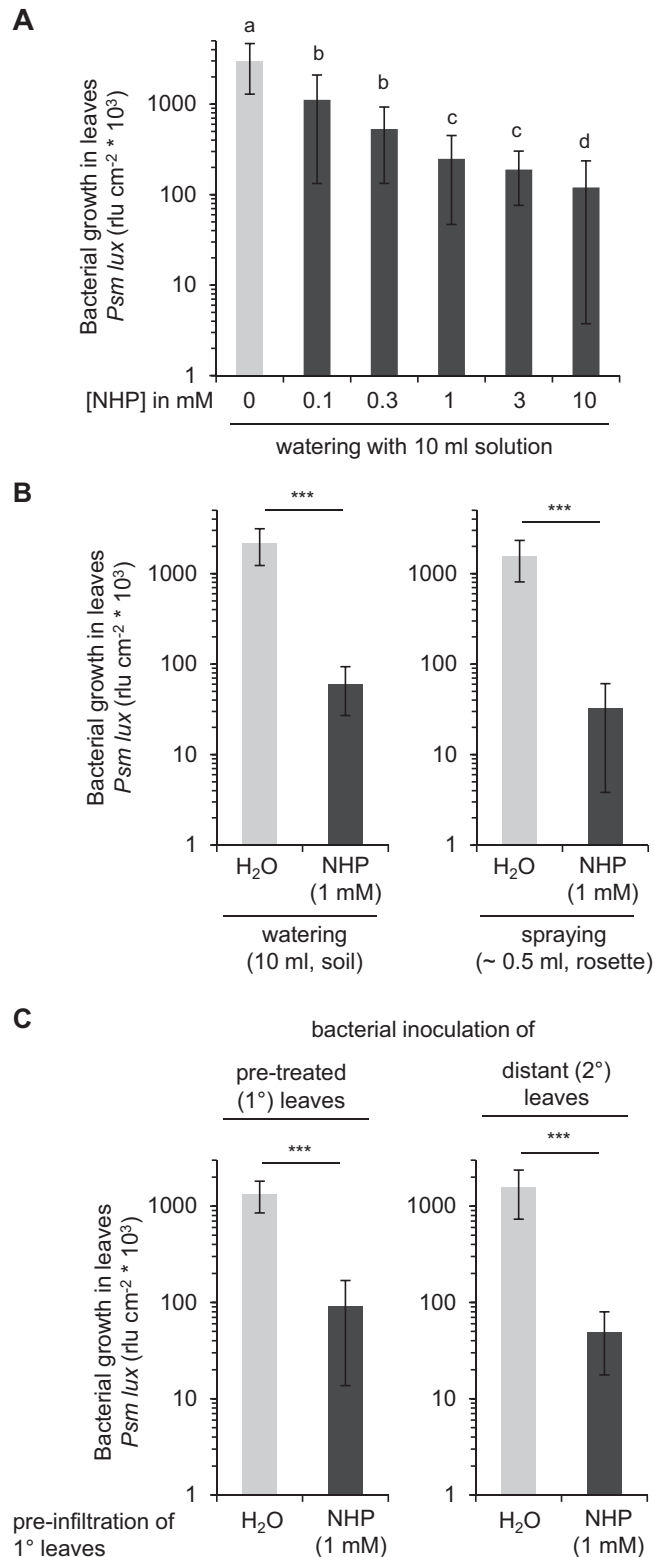 A
Bacterial growth in leaves
Psm lux (rlu cm-2 * 10³)
1000
100
10
1
a
b
b
c
c
d
[NHP] in mM 0 0.1 0.3 1 3 10
watering with 10 ml solution
B
Bacterial growth in leaves
Psm lux (rlu cm-2 * 10³)
1000
100
10
1
***
H₂O NHP
(1 mM)
watering
(10 ml, soil)
1000
100
10
1
***
H₂O NHP
(1 mM)
spraying
(~ 0.5 ml, rosette)
C
bacterial inoculation of
pre-treated
(1°) leaves
distant (2°)
leaves
Bacterial growth in leaves
Psm lux (rlu cm-2 * 10³)
1000
100
10
1
***
H₂O NHP
(1 mM)
1000
100
10
1
***
H₂O NHP
(1 mM)
pre-infiltration of
1° leaves